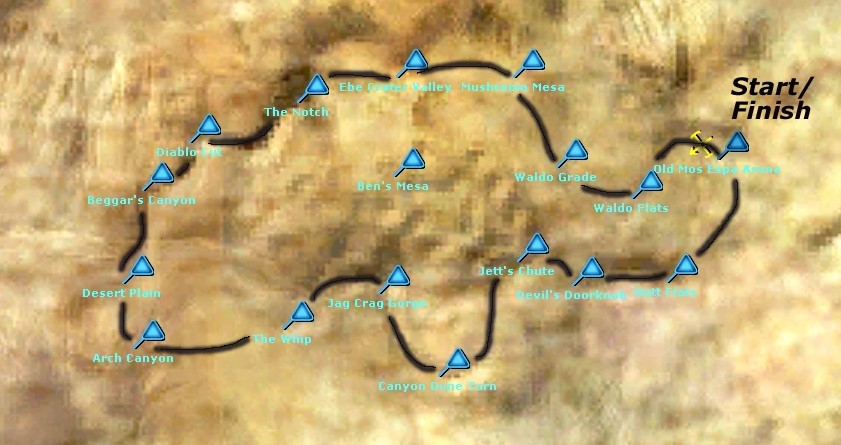 Start/
Finish
Ebe Crater Valley
Mushroom Mesa
The Notch
Diablo Cut
Beggar's Canyon
Ben's Mesa
Waldo Grade
Old Mos Espa Arena
Waldo Flats
Desert Plain
Jett's Chute
Devil's Doorknob
Mutt Flats
Jag Crag Gorge
The Whip
Arch Canyon
Canyon Dune Turn